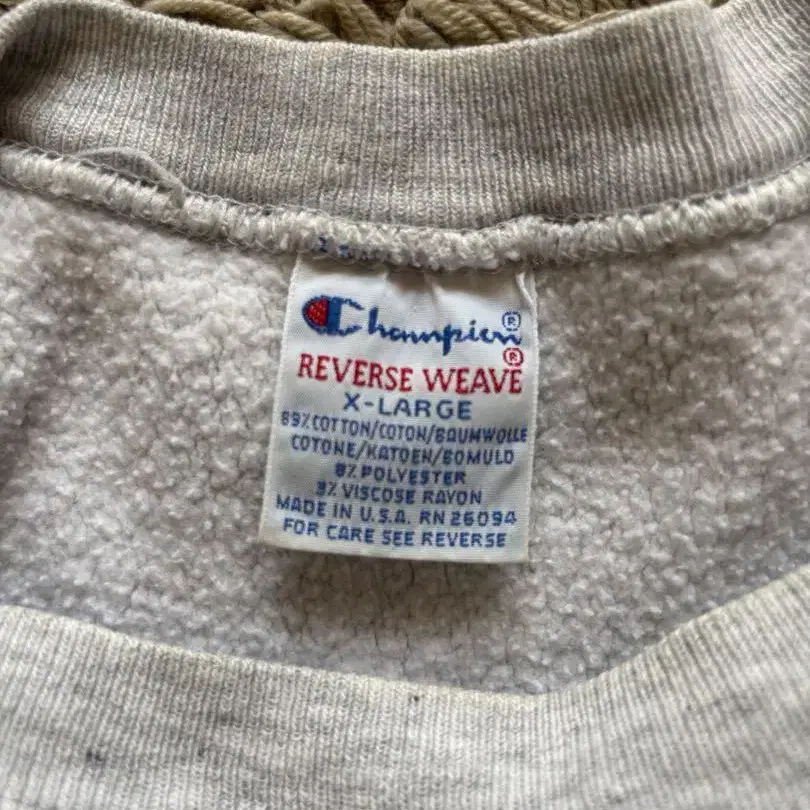 Champion®
REVERSE WEAVE®
X-LARGE
89% COTTON/COTON/BAUMWOLLE
COTONE/KATOEN/BOMULD
8% POLYESTER
3% VISCOSE RAYON
MADE IN U.S.A. RN 26094
FOR CARE SEE REVERSE